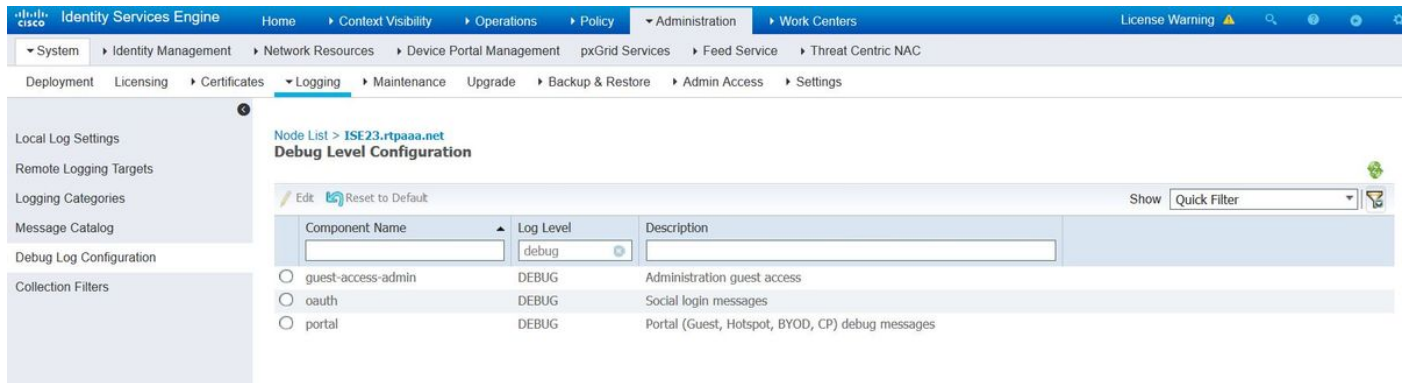 cisco Identity Services Engine Home Context Visibility Operations Policy Administration Work Centers License Warning
System Identity Management Network Resources Device Portal Management pxGrid Services Feed Service Threat Centric NAC
Deployment Licensing Certificates Logging Maintenance Upgrade Backup & Restore Admin Access Settings
Local Log Settings
Remote Logging Targets
Logging Categories
Message Catalog
Debug Log Configuration
Collection Filters
Node List > ISE23.rtpaaa.net
Debug Level Configuration
Edit Reset to Default Show Quick Filter
Component Name Log Level Description
debug
guest-access-admin DEBUG Administration guest access
oauth DEBUG Social login messages
portal DEBUG Portal (Guest, Hotspot, BYOD, CP) debug messages